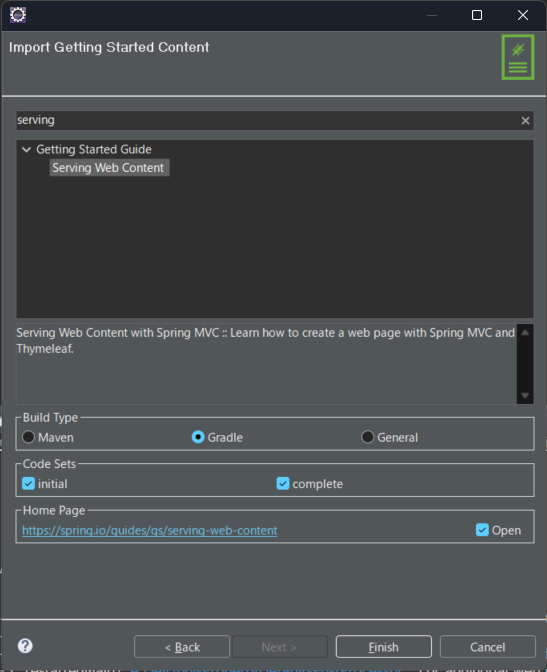 Import Getting Started Content
serving
Getting Started Guide
Serving Web Content
Serving Web Content with Spring MVC :: Learn how to create a web page with Spring MVC and
Thymeleaf.
Build Type
Maven
Gradle
General
Code Sets
initial
complete
Home Page
https://spring.io/guides/gs/serving-web-content
Open
?
< Back
Next >
Finish
Cancel